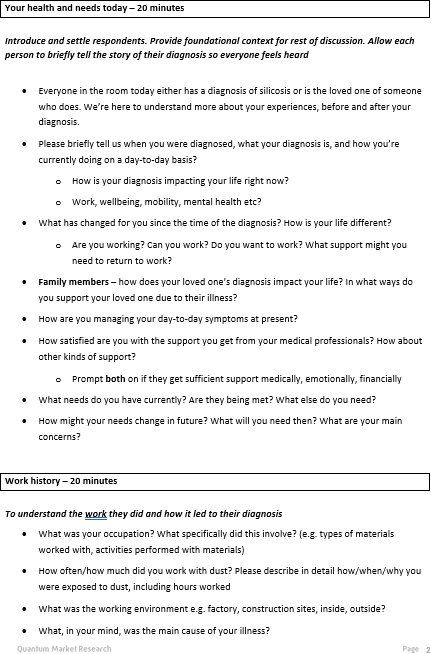 Your health and needs today – 20 minutes
Introduce and settle respondents. Provide foundational context for rest of discussion. Allow each
person to briefly tell the story of their diagnosis so everyone feels heard
• Everyone in the room today either has a diagnosis of silicosis or is the loved one of someone
who does. We're here to understand more about your experiences, before and after your
diagnosis.
• Please briefly tell us when you were diagnosed, what your diagnosis is, and how you're
currently doing on a day-to-day basis?
o How is your diagnosis impacting your life right now?
o Work, wellbeing, mobility, mental health etc?
• What has changed for you since the time of the diagnosis? How is your life different?
o Are you working? Can you work? Do you want to work? What support might you
need to return to work?
• Family members – how does your loved one's diagnosis impact your life? In what ways do
you support your loved one due to their illness?
• How are you managing your day-to-day symptoms at present?
• How satisfied are you with the support you get from your medical professionals? How about
other kinds of support?
o Prompt both on if they get sufficient support medically, emotionally, financially
• What needs do you have currently? Are they being met? What else do you need?
• How might your needs change in future? What will you need then? What are your main
concerns?
Work history – 20 minutes
To understand the work they did and how it led to their diagnosis
• What was your occupation? What specifically did this involve? (e.g. types of materials
worked with, activities performed with materials)
• How often/how much did you work with dust? Please describe in detail how/when/why you
were exposed to dust, including hours worked
• What was the working environment e.g. factory, construction sites, inside, outside?
• What, in your mind, was the main cause of your illness?
Quantum Market Research Page 2